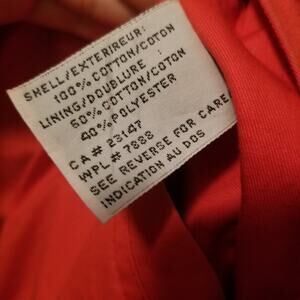 SHELL/EXTERIREUR:
100% COTTON/COTON
LINING/DOUBLURE :
60% COTTON/COTON
40% POLYESTER
CA # 23147
WPL # 7888
SEE REVERSE FOR CARE/
INDICATION AU DOS